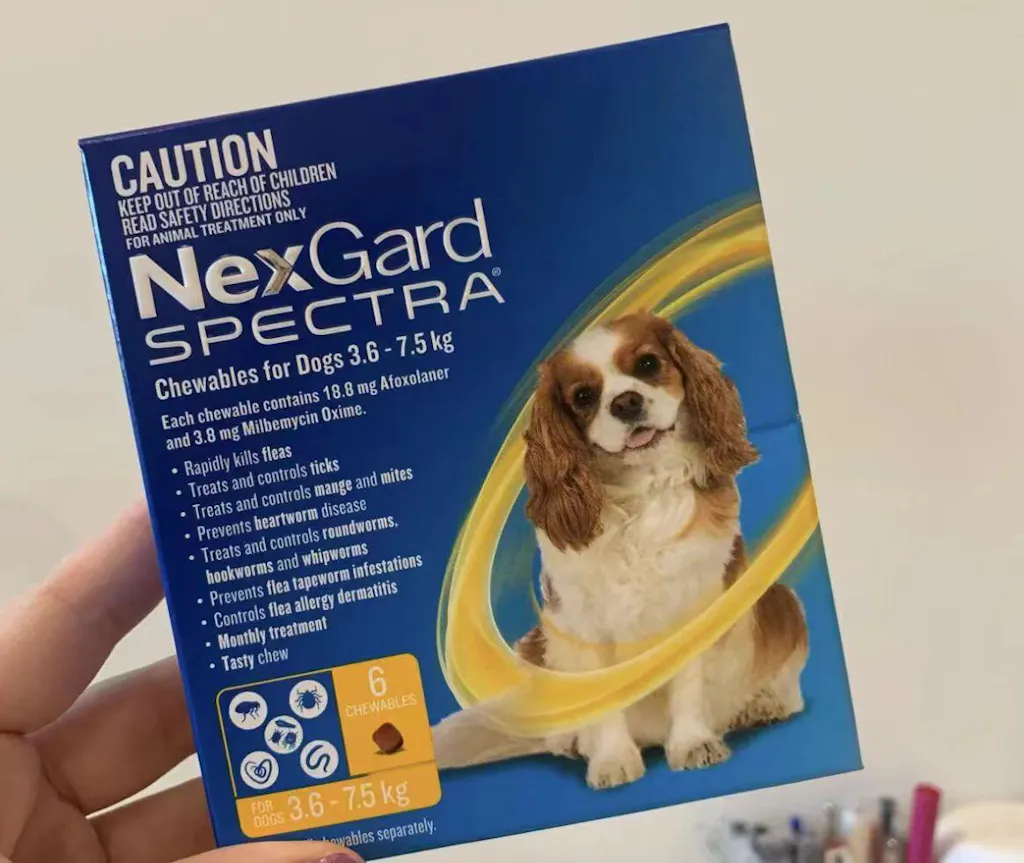 CAUTION
KEEP OUT OF REACH OF CHILDREN
READ SAFETY DIRECTIONS
FOR ANIMAL TREATMENT ONLY
NexGard
SPECTRA®
Chewables for Dogs 3.6 - 7.5 kg
Each chewable contains 18.8 mg Afoxolaner
and 3.8 mg Milbemycin Oxime.
• Rapidly kills fleas
• Treats and controls ticks
• Treats and controls mange and mites
• Prevents heartworm disease
• Treats and controls roundworms,
hookworms and whipworms
• Prevents flea tapeworm infestations
• Controls flea allergy dermatitis
• Monthly treatment
• Tasty chew
6
CHEWABLES
FOR
DOGS 3.6 - 7.5 kg
separately.